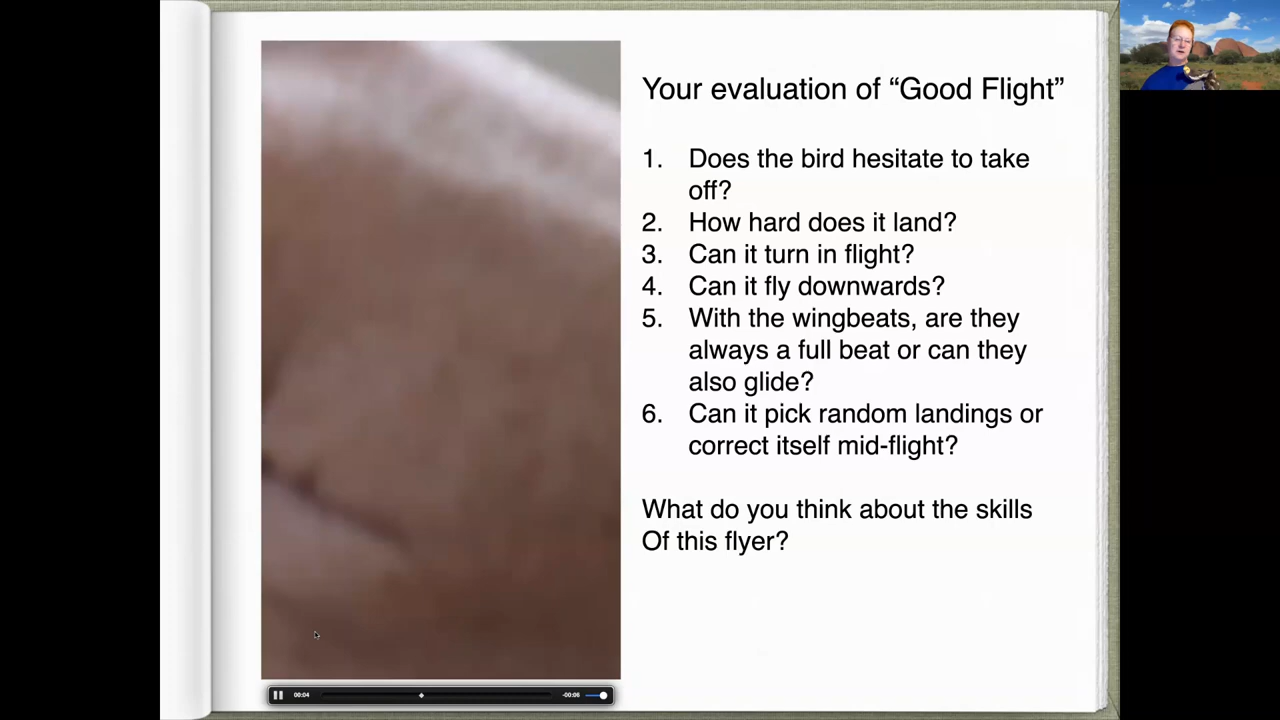 Your evaluation of “Good Flight”
1. Does the bird hesitate to take
off?
2. How hard does it land?
3. Can it turn in flight?
4. Can it fly downwards?
5. With the wingbeats, are they
always a full beat or can they
also glide?
6. Can it pick random landings or
correct itself mid-flight?
What do you think about the skills
Of this flyer?
00:04 -00:06